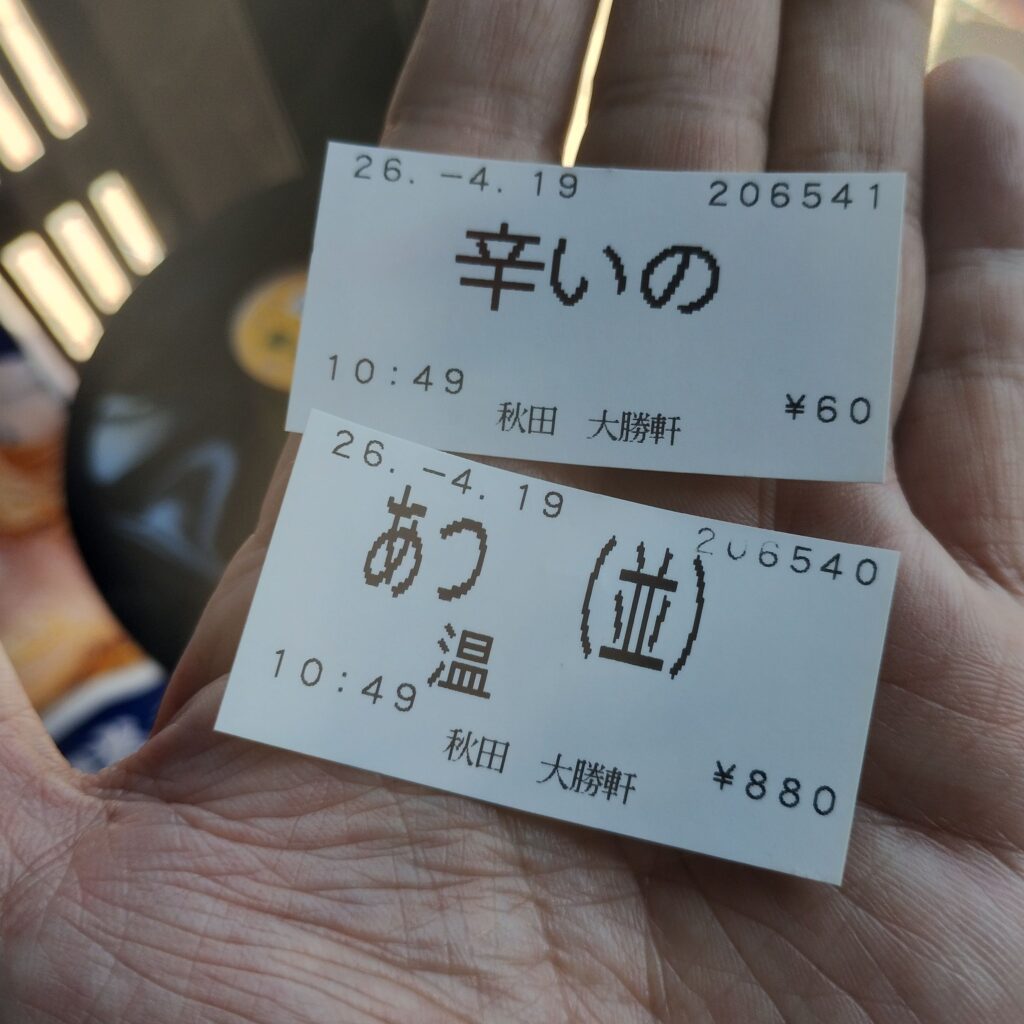 26.-4.19 206541
辛いの
10:49 秋田 大勝軒 ¥60
26.-4.19 206540
あつ (並)
温
10:49 秋田 大勝軒 ¥880